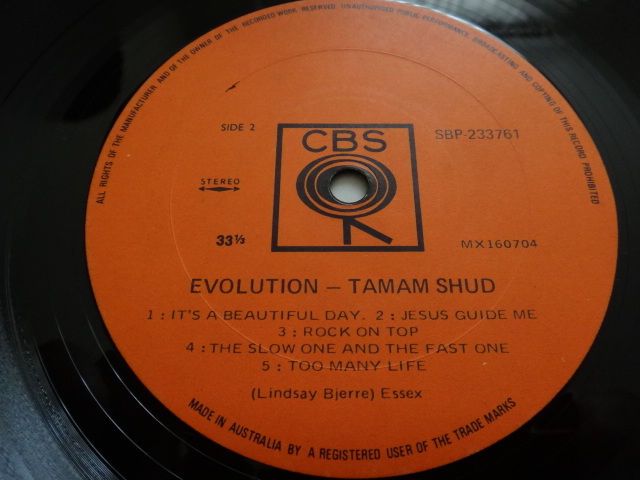 ALL RIGHTS OF THE MANUFACTURER AND OF THE OWNER OF THE RECORDED WORK RESERVED. UNAUTHORISED PUBLIC PERFORMANCE, BROADCASTING AND COPYING OF THIS RECORD PROHIBITED
SIDE 2
CBS
SBP-233761
STEREO
33⅓
MX160704
EVOLUTION — TAMAM SHUD
1 : IT'S A BEAUTIFUL DAY. 2 : JESUS GUIDE ME
3 : ROCK ON TOP
4 : THE SLOW ONE AND THE FAST ONE
5 : TOO MANY LIFE
(Lindsay Bjerre) Essex
MADE IN AUSTRALIA BY A REGISTERED USER OF THE TRADE MARKS